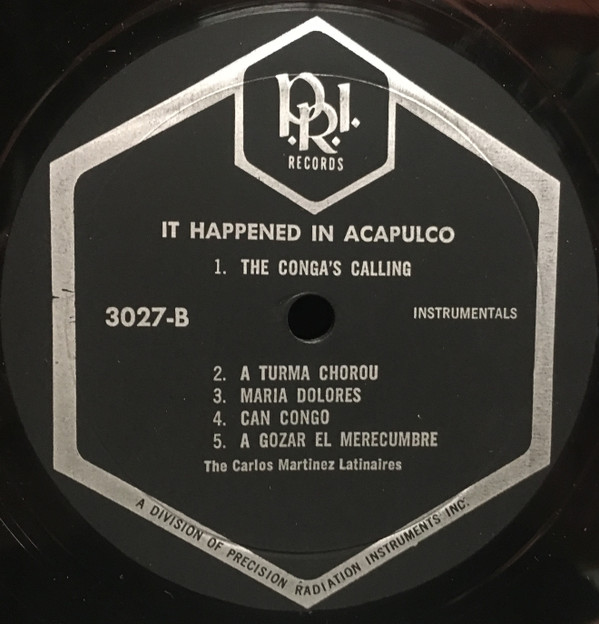 P.R.I.
RECORDS
IT HAPPENED IN ACAPULCO
1. THE CONGA'S CALLING
3027-B
INSTRUMENTALS
2. A TURMA CHOROU
3. MARIA DOLORES
4. CAN CONGO
5. A GOZAR EL MERECUMBRE
The Carlos Martinez Latinaires
A DIVISION OF PRECISION RADIATION INSTRUMENTS INC.